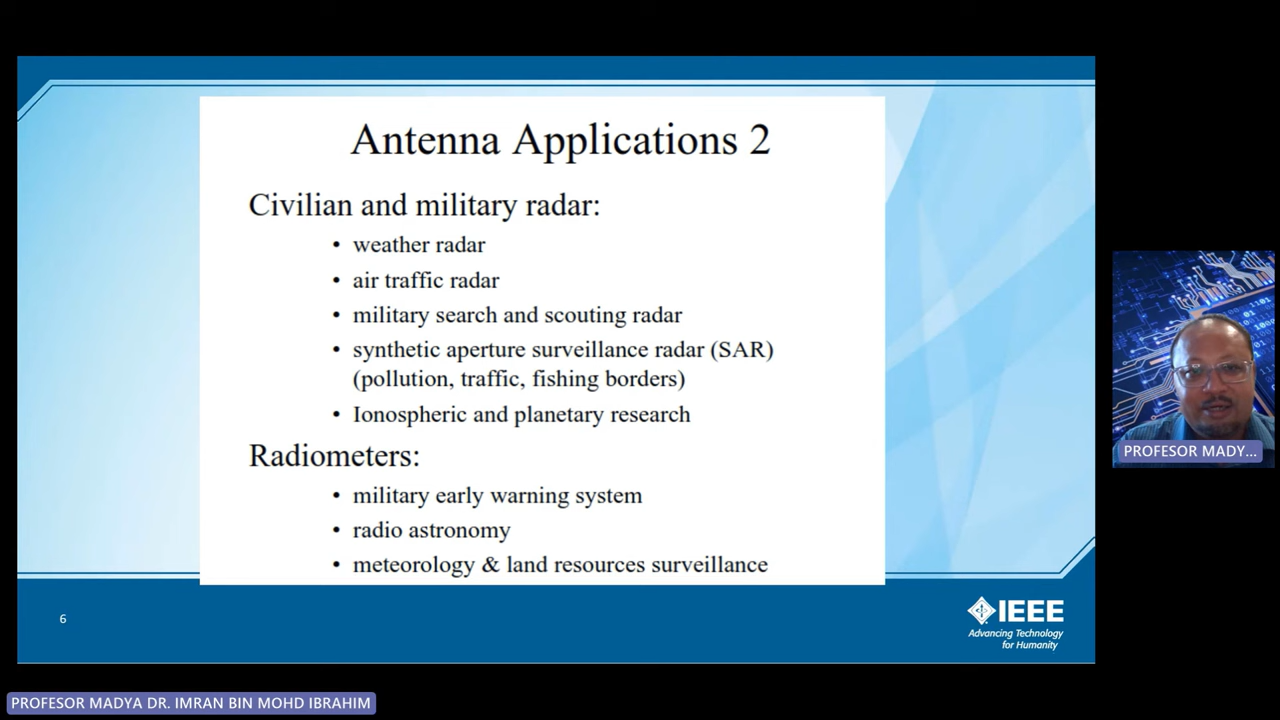 Antenna Applications 2
Civilian and military radar:
• weather radar
• air traffic radar
• military search and scouting radar
• synthetic aperture surveillance radar (SAR)
(pollution, traffic, fishing borders)
• Ionospheric and planetary research
Radiometers:
• military early warning system
• radio astronomy
• meteorology & land resources surveillance
6
IEEE
Advancing Technology
for Humanity
PROFESOR MADY...
PROFESOR MADYA DR. IMRAN BIN MOHD IBRAHIM